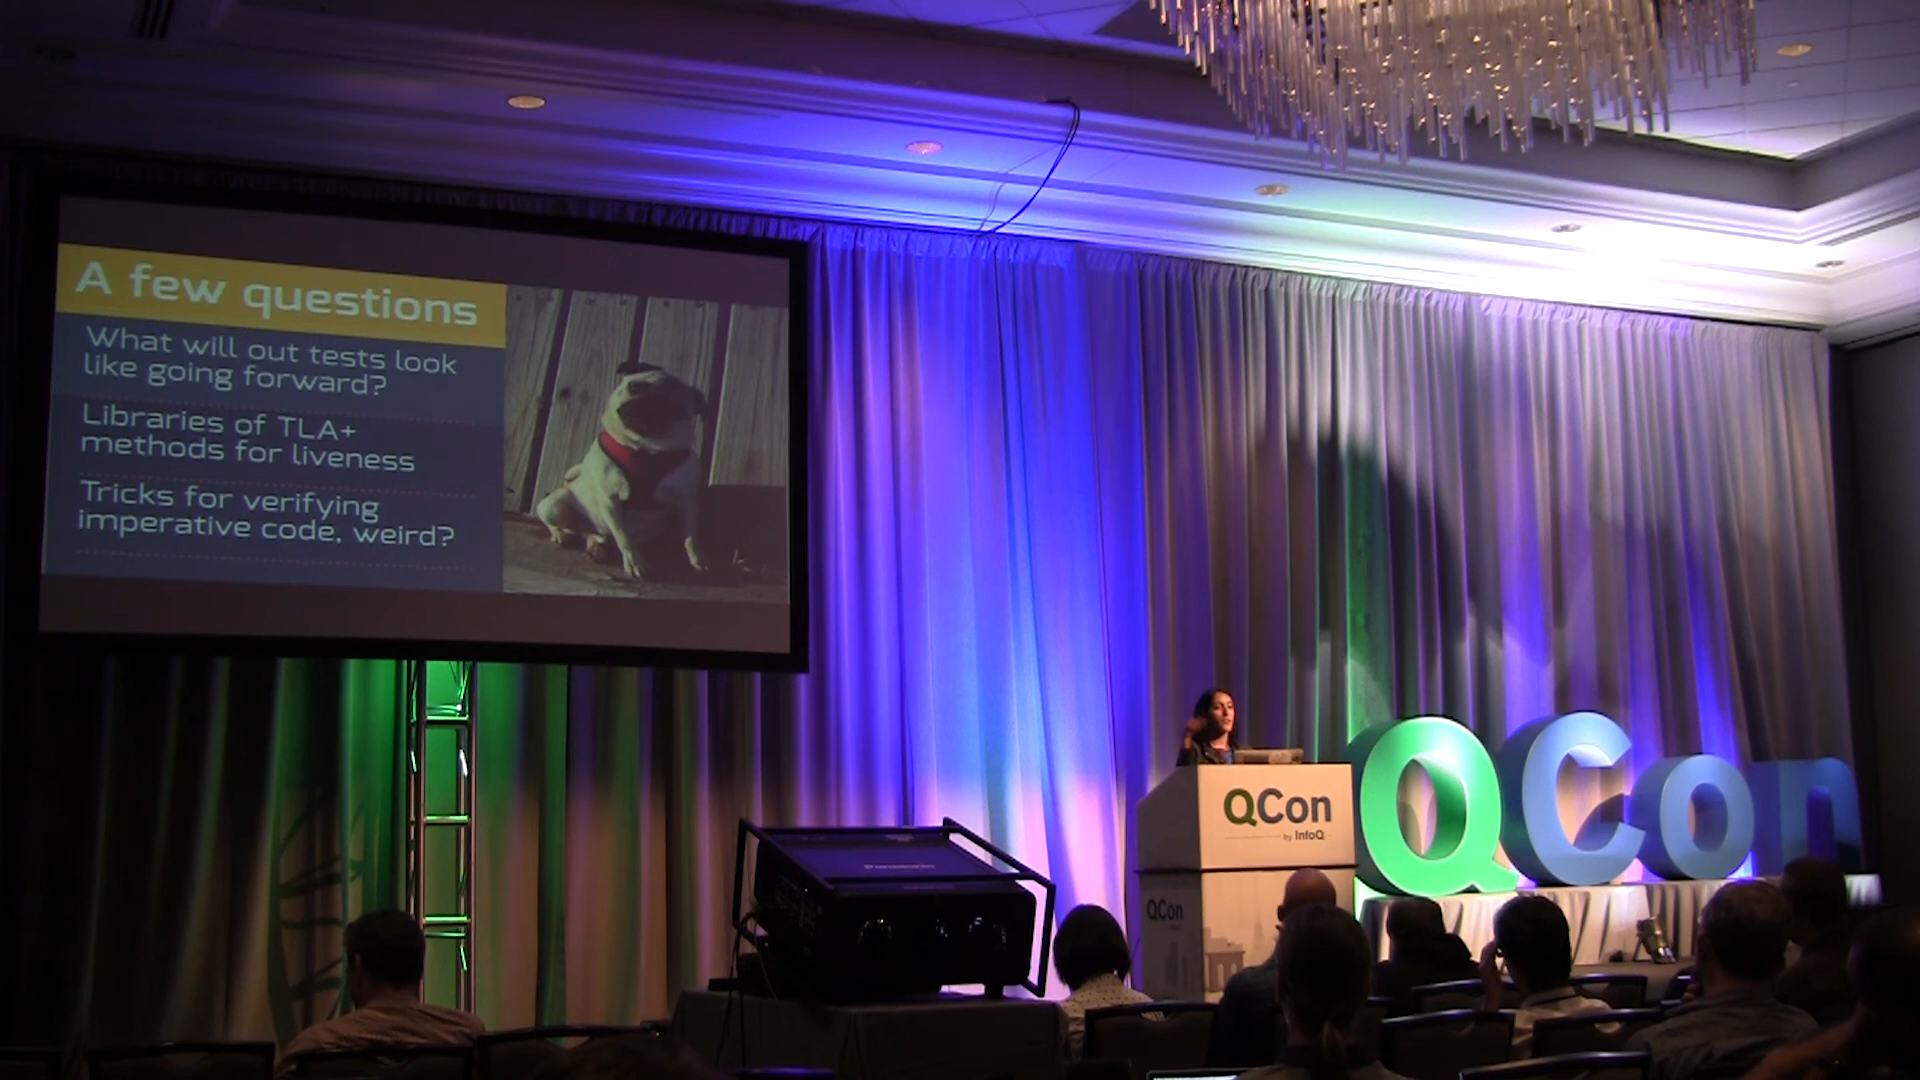 A few questions
What will out tests look
like going forward?
Libraries of TLA+
methods for liveness
Tricks for verifying
imperative code, weird?
QCon
by InfoQ
QCon
QCon
Panasonic